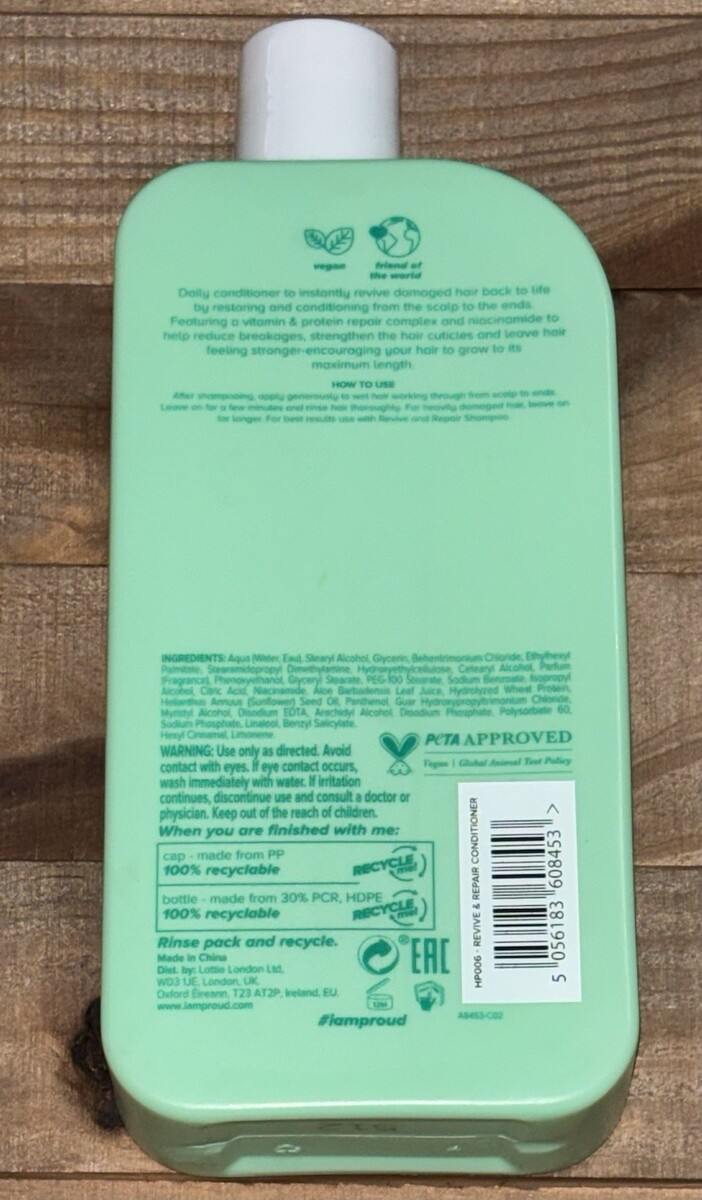 vegan
friend of
the world
Daily conditioner to instantly revive damaged hair back to life
by restoring and conditioning from the scalp to the ends.
Featuring a vitamin & protein repair complex and niacinamide to
help reduce breakages, strengthen the hair cuticles and leave hair
feeling stronger-encouraging your hair to grow to its
maximum length.
HOW TO USE
After shampooing, apply generously to wet hair working through from scalp to ends.
Leave on for a few minutes and rinse hair thoroughly. For heavily damaged hair, leave on
for longer. For best results use with Revive and Repair Shampoo.
INGREDIENTS: Aqua (Water, Eau), Stearyl Alcohol, Glycerin, Behentrimonium Chloride, Ethylhexyl
Palmitate, Stearamidopropyl Dimethylamine, Hydroxyethylcellulose, Cetearyl Alcohol, Parfum
(Fragrance), Phenoxyethanol, Glyceryl Stearate, PEG-100 Stearate, Sodium Benzoate, Isopropyl
Alcohol, Citric Acid, Niacinamide, Aloe Barbadensis Leaf Juice, Hydrolyzed Wheat Protein,
Helianthus Annuus (Sunflower) Seed Oil, Panthenol, Guar Hydroxypropyltrimonium Chloride,
Myristyl Alcohol, Disodium EDTA, Arachidyl Alcohol, Disodium Phosphate, Polysorbate 60,
Sodium Phosphate, Linalool, Benzyl Salicylate,
Hexyl Cinnamal, Limonene.
WARNING: Use only as directed. Avoid
contact with eyes. If eye contact occurs,
wash immediately with water. If irritation
continues, discontinue use and consult a doctor or
physician. Keep out of the reach of children.
PETA APPROVED
Vegan | Global Animal Test Policy
When you are finished with me:
cap - made from PP
100% recyclable
RECYCLE me!
bottle - made from 30% PCR, HDPE
100% recyclable
RECYCLE me!
Rinse pack and recycle.
Made in China
Dist. by: Lottie London Ltd,
WD3 1JE, London, UK.
Oxford Éireann, T23 AT2P, Ireland, EU.
www.iamproud.com
®
EAC
12M
#iamproud
HP006 - REVIVE & REPAIR CONDITIONER
5 056183 608453 >
A8453-C02